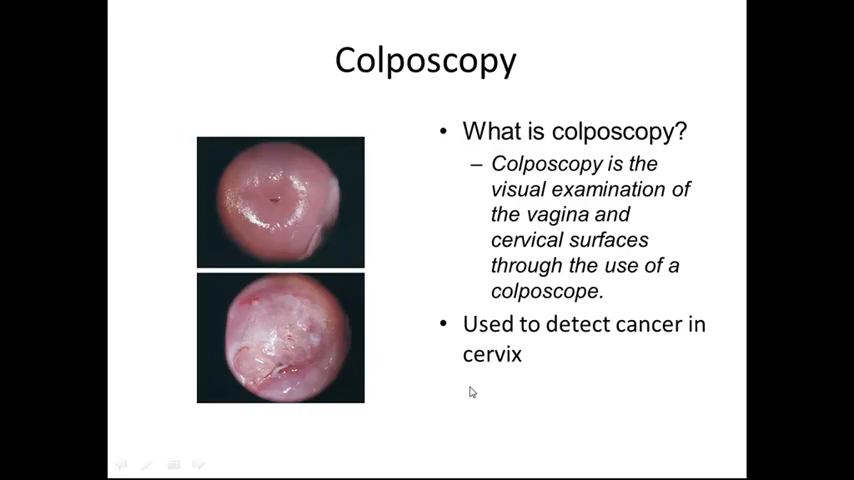 Colposcopy
• What is colposcopy?
– Colposcopy is the
visual examination of
the vagina and
cervical surfaces
through the use of a
colposcope.
• Used to detect cancer in
cervix